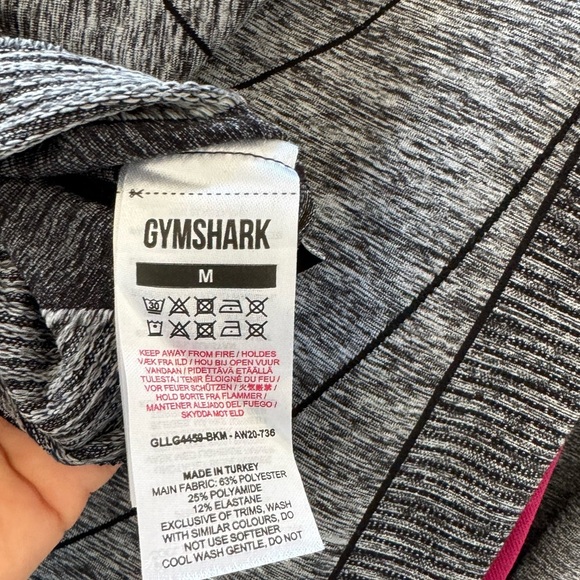 GYMSHARK
M
30
KEEP AWAY FROM FIRE / HOLDES
VÆK FRA ILD / HOU BIJ OPEN VUUR
VANDAAN / PIDETTÄVÄ ETÄÄLLÄ
TULESTA / TENIR ÉLOIGNÉ DU FEU /
VOR FEUER SCHÜTZEN / 火気厳禁 /
HOLD BORTE FRA FLAMMER /
MANTENER ALEJADO DEL FUEGO /
SKYDDA MOT ELD
GLLG4459-BKM - AW20-736
MADE IN TURKEY
MAIN FABRIC: 63% POLYESTER
25% POLYAMIDE
12% ELASTANE
EXCLUSIVE OF TRIMS, WASH
WITH SIMILAR COLOURS, DO
NOT USE SOFTENER
COOL WASH GENTLE, DO NOT